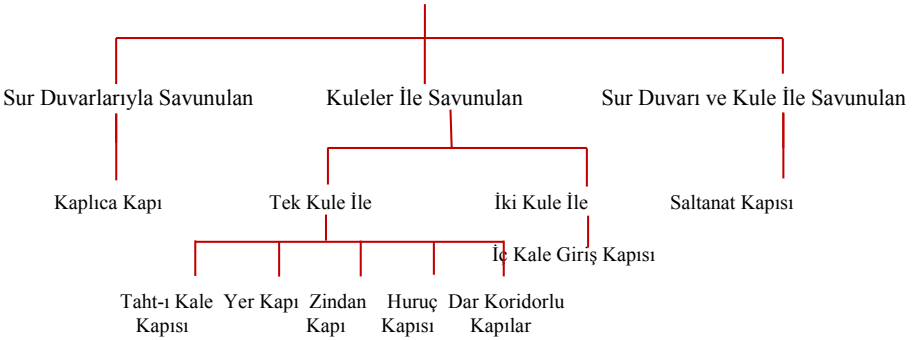 Sur Duvarlarıyla Savunulan Kuleler İle Savunulan Sur Duvarı ve Kule İle Savunulan
Kaplıca Kapı Tek Kule İle İki Kule İle Saltanat Kapısı
İç Kale Giriş Kapısı
Taht-ı Kale Yer Kapı Zindan Huruç Dar Koridorlu
Kapısı Kapı Kapısı Kapılar